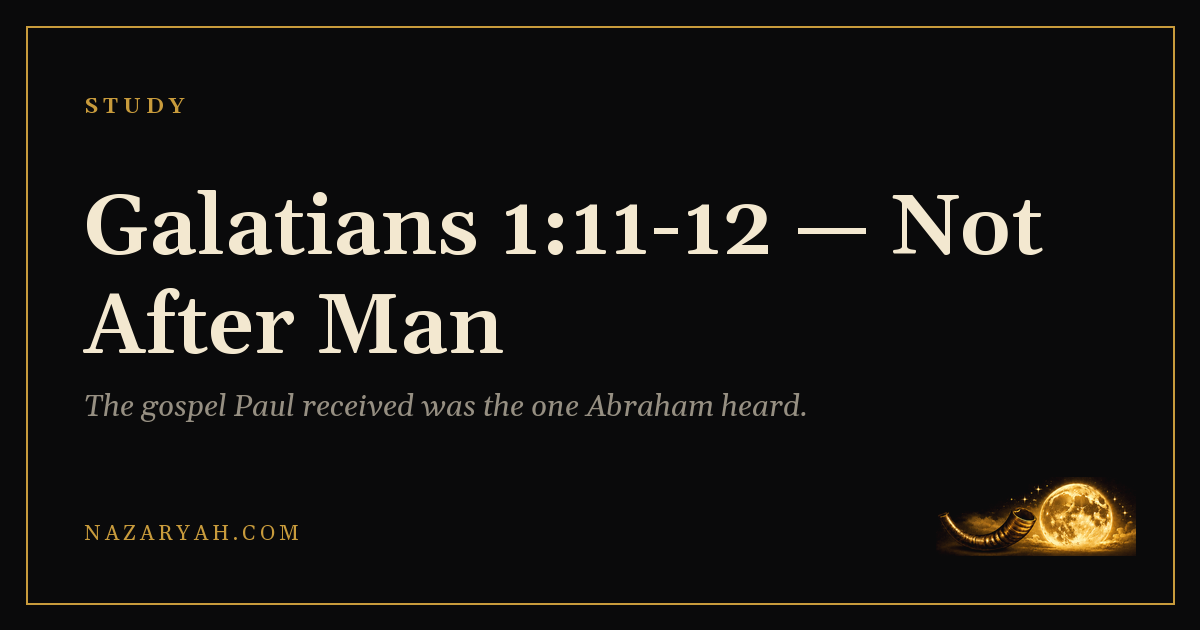 STUDY
Galatians 1:11-12 — Not
After Man
The gospel Paul received was the one Abraham heard.
NAZARYAH.COM